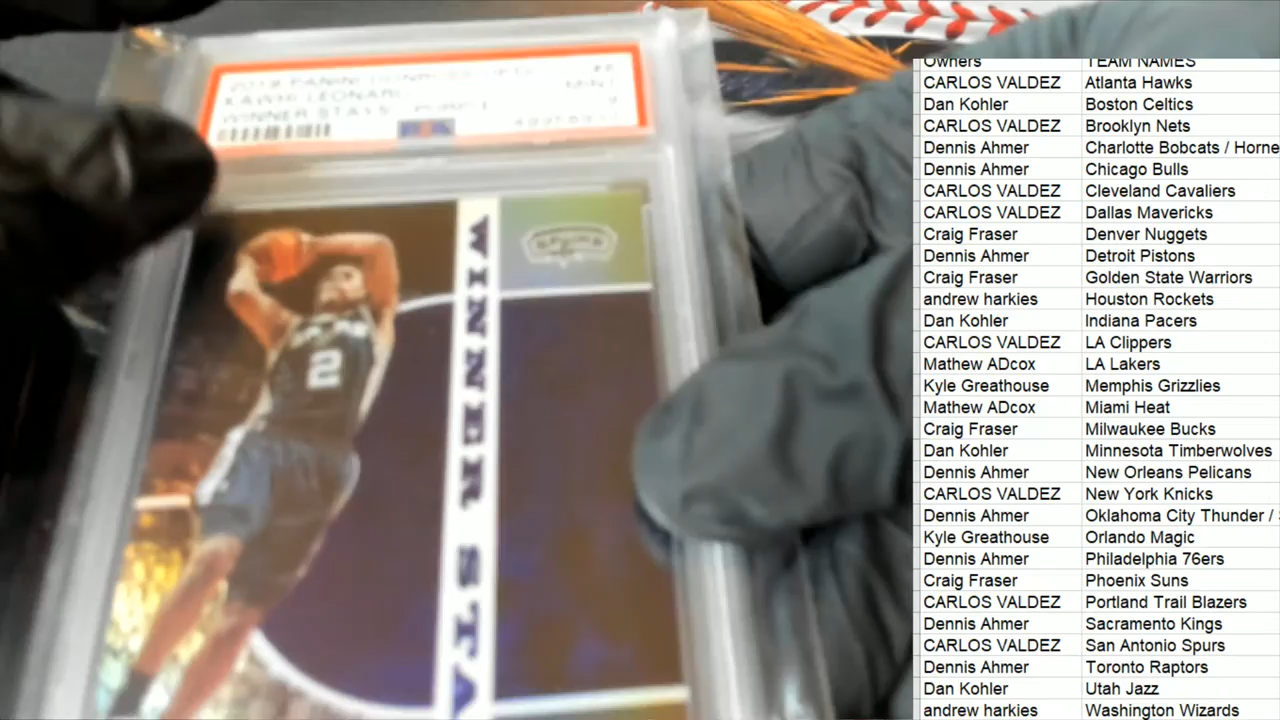 KAWHI LEONARD MINT
WINNER STAYS 9
WINNER STA
SPURS
2
Owners TEAM NAMES
CARLOS VALDEZ Atlanta Hawks
Dan Kohler Boston Celtics
CARLOS VALDEZ Brooklyn Nets
Dennis Ahmer Charlotte Bobcats / Horne
Dennis Ahmer Chicago Bulls
CARLOS VALDEZ Cleveland Cavaliers
CARLOS VALDEZ Dallas Mavericks
Craig Fraser Denver Nuggets
Dennis Ahmer Detroit Pistons
Craig Fraser Golden State Warriors
andrew harkies Houston Rockets
Dan Kohler Indiana Pacers
CARLOS VALDEZ LA Clippers
Mathew ADcox LA Lakers
Kyle Greathouse Memphis Grizzlies
Mathew ADcox Miami Heat
Craig Fraser Milwaukee Bucks
Dan Kohler Minnesota Timberwolves
Dennis Ahmer New Orleans Pelicans
CARLOS VALDEZ New York Knicks
Dennis Ahmer Oklahoma City Thunder /
Kyle Greathouse Orlando Magic
Dennis Ahmer Philadelphia 76ers
Craig Fraser Phoenix Suns
CARLOS VALDEZ Portland Trail Blazers
Dennis Ahmer Sacramento Kings
CARLOS VALDEZ San Antonio Spurs
Dennis Ahmer Toronto Raptors
Dan Kohler Utah Jazz
andrew harkies Washington Wizards